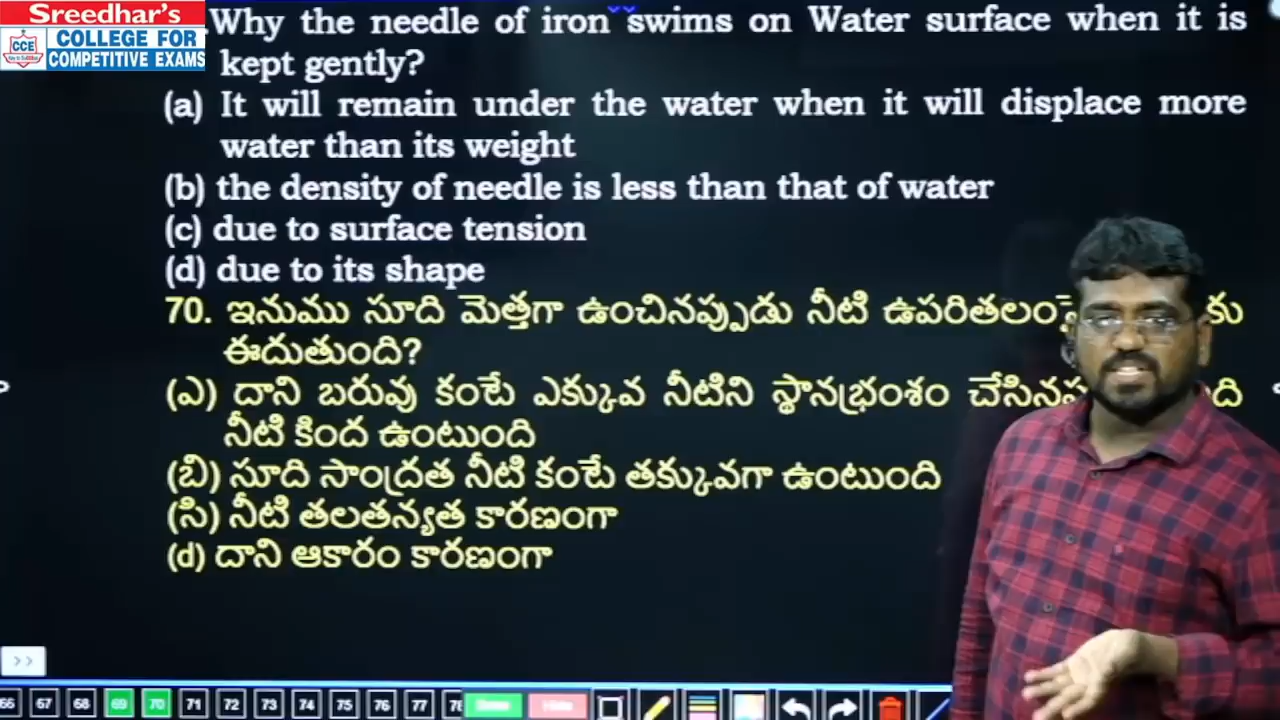 Sreedhar's
CCE
COLLEGE FOR
COMPETITIVE EXAMS
Why the needle of iron swims on Water surface when it is
kept gently?
(a) It will remain under the water when it will displace more
water than its weight
(b) the density of needle is less than that of water
(c) due to surface tension
(d) due to its shape
70. ఇనుము సూది మెత్తగా ఉంచినప్పుడు నీటి ఉపరితలంపై కు
ఈదుతుంది?
(ఎ) దాని బరువు కంటే ఎక్కువ నీటిని స్థానభ్రంశం
నీటి కింద ఉంటుంది
(బి) సూది సాంద్రత నీటి కంటే తక్కువగా ఉంటుంది
(సి) నీటి తలతన్యత కారణంగా
(d) దాని ఆకారం కారణంగా
>>
66 67 68 69 70 71 72 73 74 75 76 77